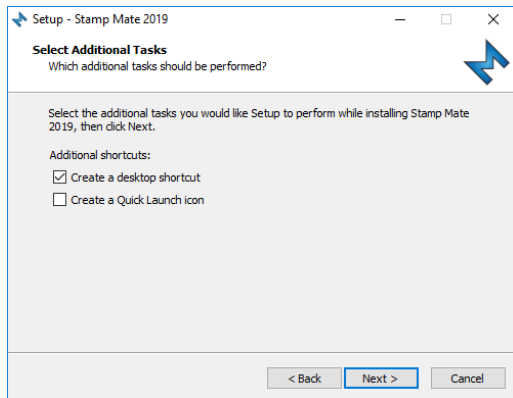 Setup - Stamp Mate 2019
Select Additional Tasks
Which additional tasks should be performed?
Select the additional tasks you would like Setup to perform while installing Stamp Mate
2019, then click Next.
Additional shortcuts:
Create a desktop shortcut
Create a Quick Launch icon
< Back Next > Cancel